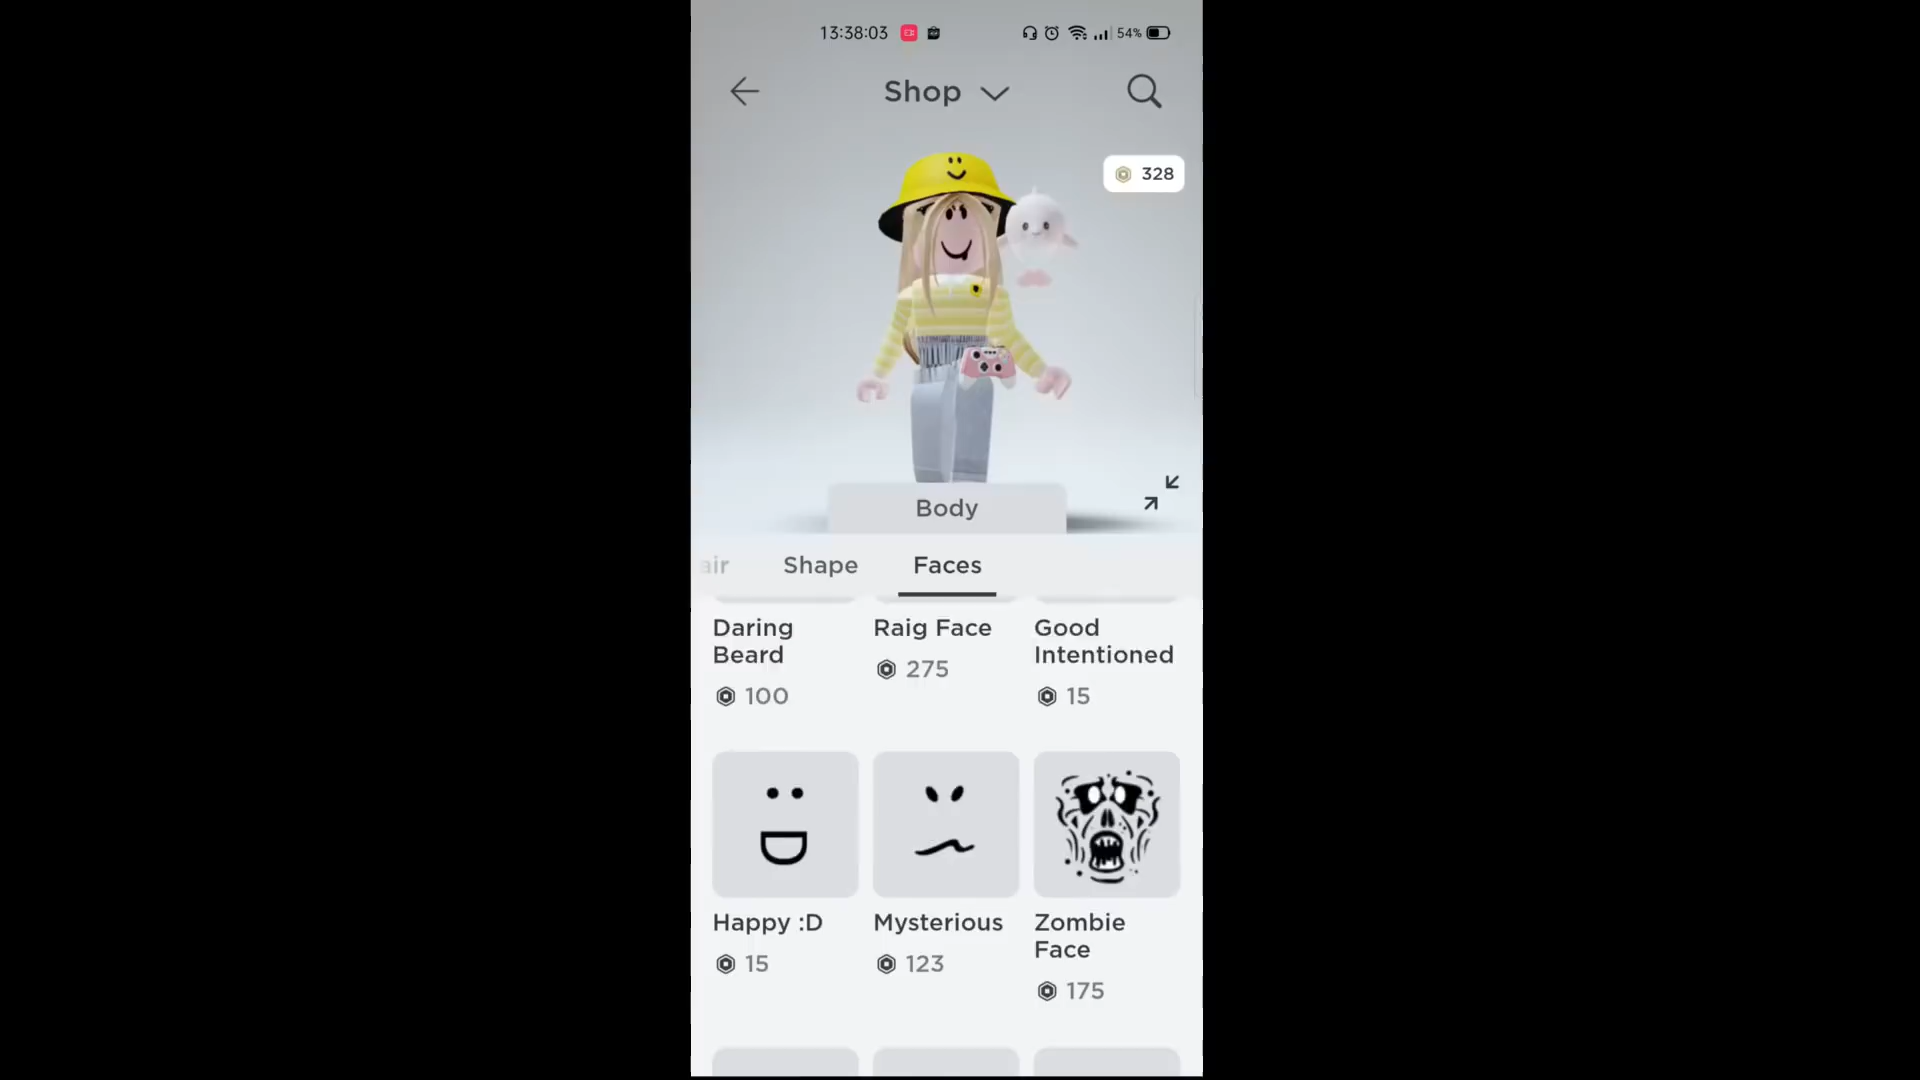 13:38:03
54%
Shop
328
Body
air
Shape
Faces
Daring
Beard
100
Raig Face
275
Good
Intentioned
15
Happy :D
15
Mysterious
123
Zombie
Face
175